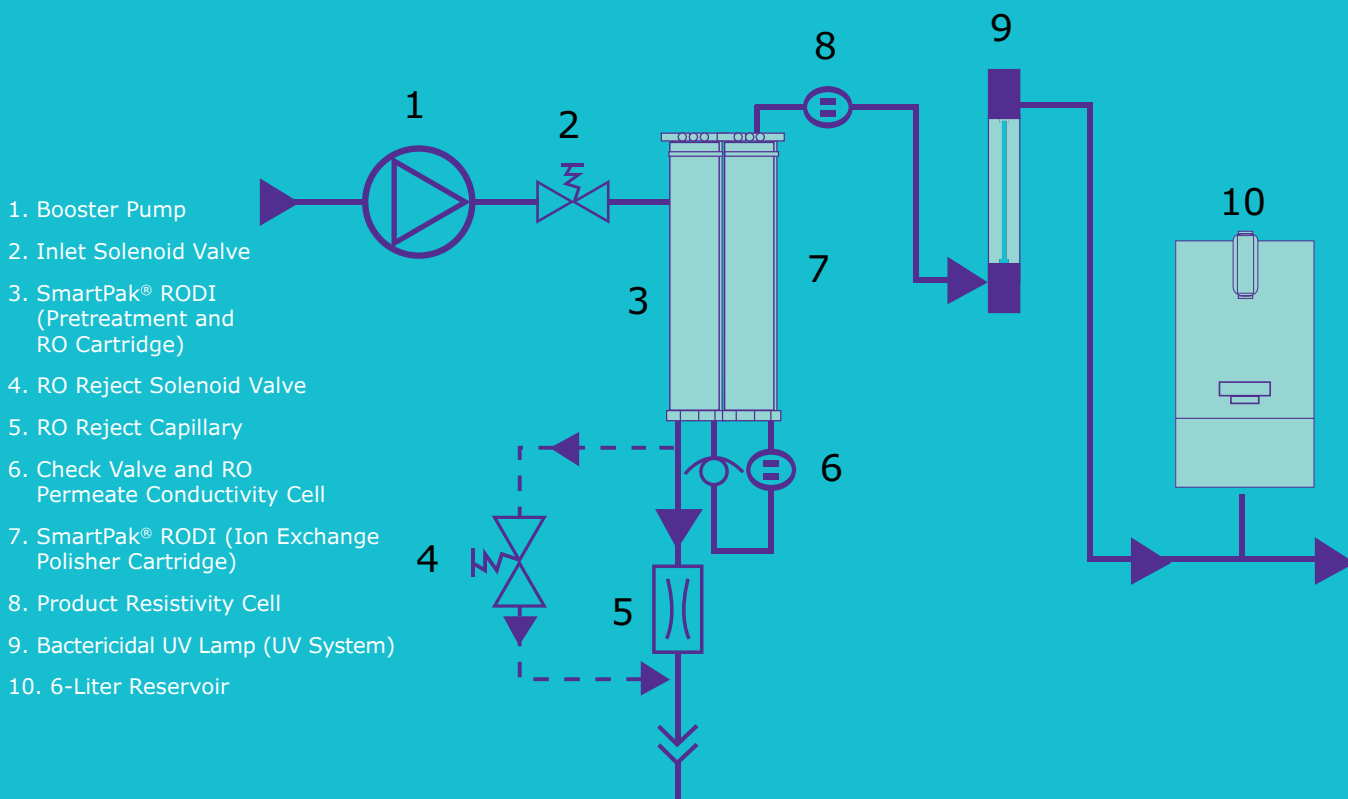 1. Booster Pump
2. Inlet Solenoid Valve
3. SmartPak® RODI
(Pretreatment and
RO Cartridge)
4. RO Reject Solenoid Valve
5. RO Reject Capillary
6. Check Valve and RO
Permeate Conductivity Cell
7. SmartPak® RODI (Ion Exchange
Polisher Cartridge)
8. Product Resistivity Cell
9. Bactericidal UV Lamp (UV System)
10. 6-Liter Reservoir
1
2
3
4
5
6
7
8
9
10